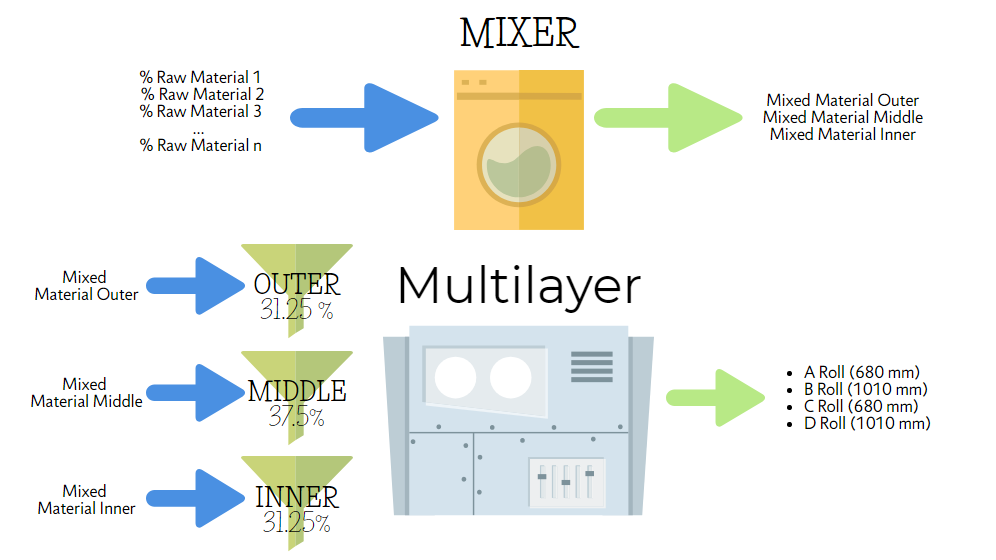 MIXER
% Raw Material 1
% Raw Material 2
% Raw Material 3
...
% Raw Material n
Mixed Material Outer
Mixed Material Middle
Mixed Material Inner
Mixed
Material Outer
OUTER
31.25 %
Mixed
Material Middle
MIDDLE
37.5%
Mixed
Material Inner
INNER
31.25%
Multilayer
• A Roll (680 mm)
• B Roll (1010 mm)
• C Roll (680 mm)
• D Roll (1010 mm)